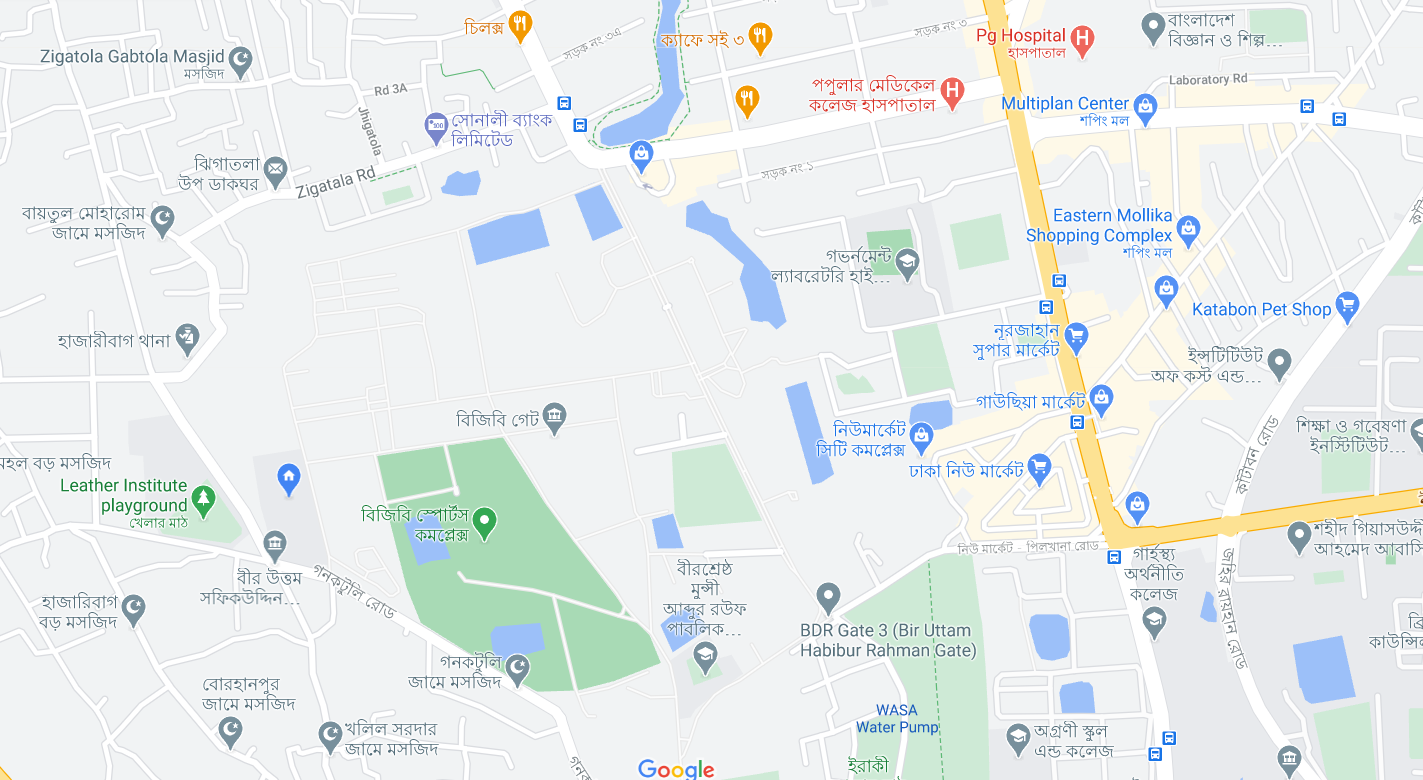 চিলক্স
সড়ক নং ৩এ
ক্যাফে সই ৩
সড়ক নং ৩
Pg Hospital
হাসপাতাল
বাংলাদেশ
বিজ্ঞান ও শিল্প...
Zigatola Gabtola Masjid
মসজিদ
Rd 3A
Jhigatola
সোনালী ব্যাংক
লিমিটেড
পপুলার মেডিকেল
কলেজ হাসপাতাল
Laboratory Rd
Multiplan Center
শপিং মল
ঝিগাতলা
উপ ডাকঘর
Zigatala Rd
সড়ক নং ১
বায়তুল মোহারোম
জামে মসজিদ
Eastern Mollika
Shopping Complex
শপিং মল
গভর্নমেন্ট
ল্যাবরেটরি হাই...
Katabon Pet Shop
হাজারীবাগ থানা
নূরজাহান
সুপার মার্কেট
ইন্সটিটিউট
অফ কস্ট এন্ড...
গাউছিয়া মার্কেট
বিজিবি গেট
নিউমার্কেট
সিটি কমপ্লেক্স
শিক্ষা ও গবেষণা
ইনস্টিটিউট...
ঢাকা নিউ মার্কেট
কাঁটাবন রোড
মহল বড় মসজিদ
Leather Institute
playground
খেলার মাঠ
বিজিবি স্পোর্টস
কমপ্লেক্স
নিউ মার্কেট - পিলখানা রোড
শহীদ গিয়াসউদ্দী
আহমেদ আবাসি
গার্হস্থ্য
অর্থনীতি
কলেজ
জহির রায়হান রোড
বীর উত্তম
সফিকউদ্দিন...
গনকটুলি রোড
বীরশ্রেষ্ঠ
মুন্সী
আব্দুর রউফ
পাবলিক...
হাজারিবাগ
বড় মসজিদ
BDR Gate 3 (Bir Uttam
Habibur Rahman Gate)
ব্রি
কাউন্সিল
গনকটুলি
জামে মসজিদ
বোরহানপুর
জামে মসজিদ
WASA
Water Pump
খলিল সরদার
জামে মসজিদ
অগ্রণী স্কুল
এন্ড কলেজ
ইরাকী
Google